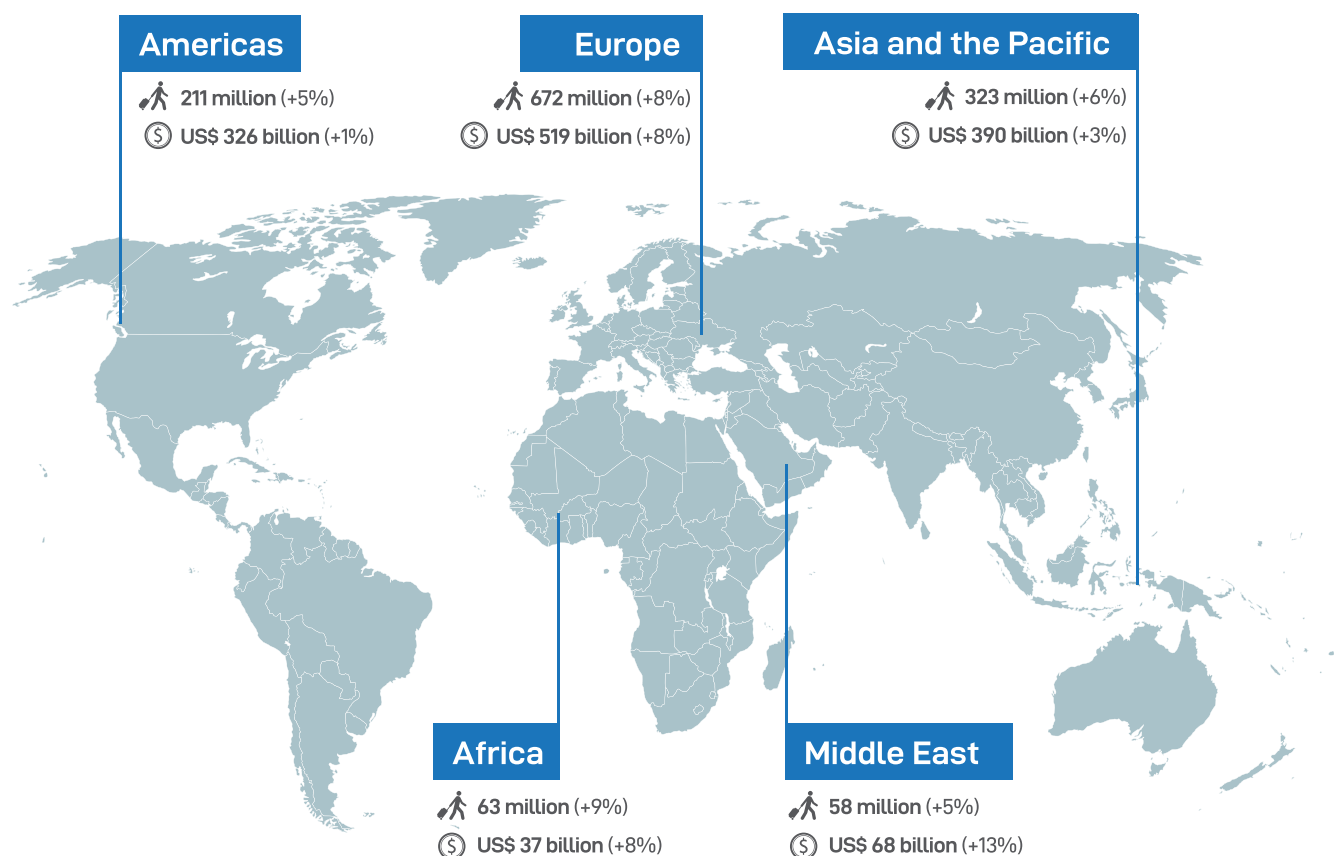 Americas
211 million (+5%)
US$ 326 billion (+1%)
Europe
672 million (+8%)
US$ 519 billion (+8%)
Asia and the Pacific
323 million (+6%)
US$ 390 billion (+3%)
Africa
63 million (+9%)
US$ 37 billion (+8%)
Middle East
58 million (+5%)
US$ 68 billion (+13%)